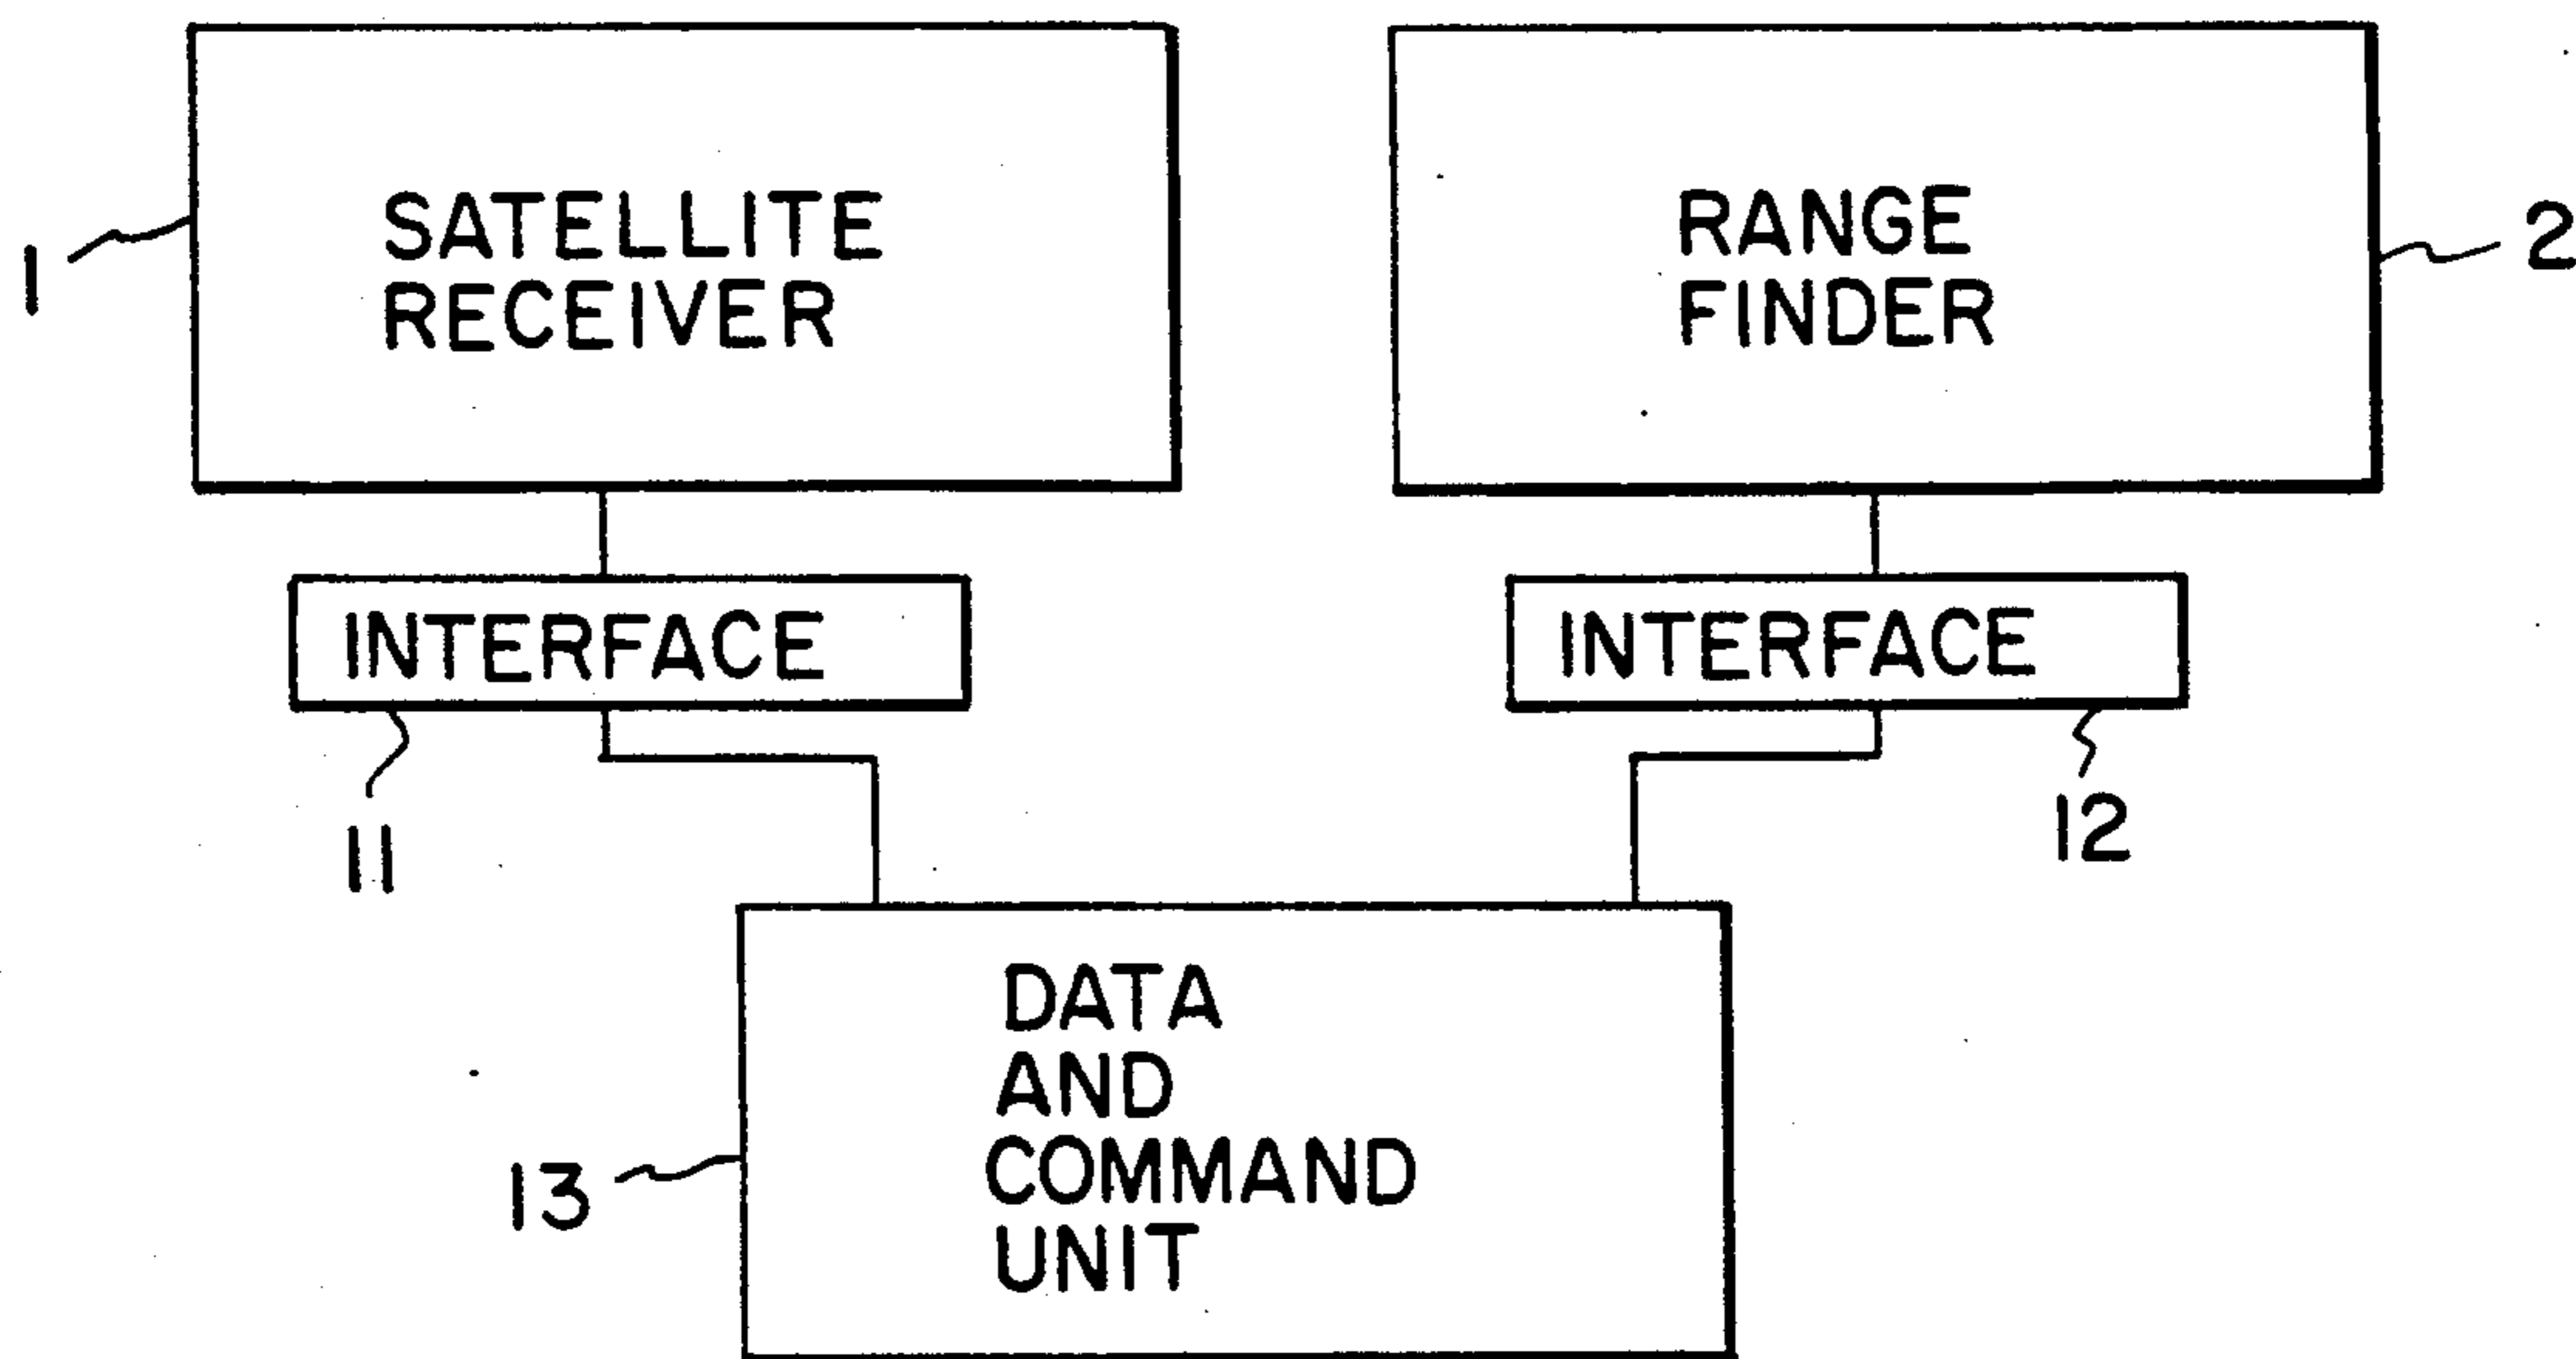 SATELLITE
RECEIVER
1
RANGE
FINDER
2
INTERFACE
11
INTERFACE
12
DATA
AND
COMMAND
UNIT
13